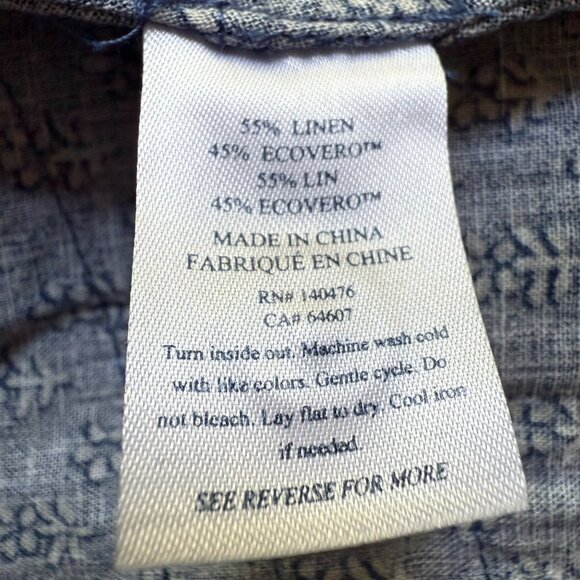 55% LINEN
45% ECOVERO™
55% LIN
45% ECOVERO™
MADE IN CHINA
FABRIQUÉ EN CHINE
RN# 140476
CA# 64607
Turn inside out. Machine wash cold
with like colors. Gentle cycle. Do
not bleach. Lay flat to dry. Cool iron
if needed.
SEE REVERSE FOR MORE